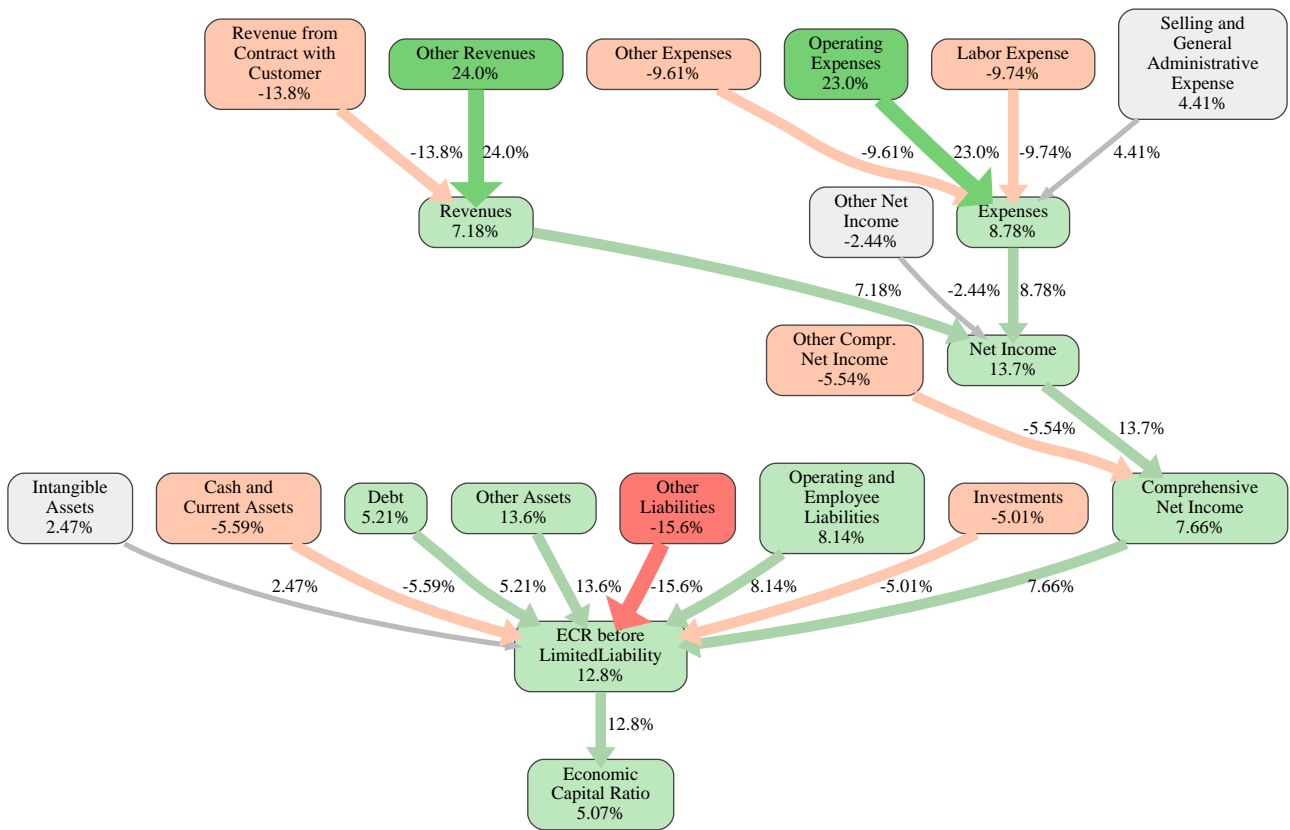 Revenue from
Contract with
Customer
-13.8%
Other Revenues
24.0%
Other Expenses
-9.61%
Operating
Expenses
23.0%
Labor Expense
-9.74%
Selling and
General
Administrative
Expense
4.41%
-13.8%
24.0%
-9.61%
23.0%
-9.74%
4.41%
Revenues
7.18%
Other Net
Income
-2.44%
Expenses
8.78%
7.18%
-2.44%
8.78%
Other Compr.
Net Income
-5.54%
Net Income
13.7%
-5.54%
13.7%
Intangible
Assets
2.47%
Cash and
Current Assets
-5.59%
Debt
5.21%
Other Assets
13.6%
Other
Liabilities
-15.6%
Operating and
Employee
Liabilities
8.14%
Investments
-5.01%
Comprehensive
Net Income
7.66%
2.47%
-5.59%
5.21%
13.6%
-15.6%
8.14%
-5.01%
7.66%
ECR before
LimitedLiability
12.8%
12.8%
Economic
Capital Ratio
5.07%